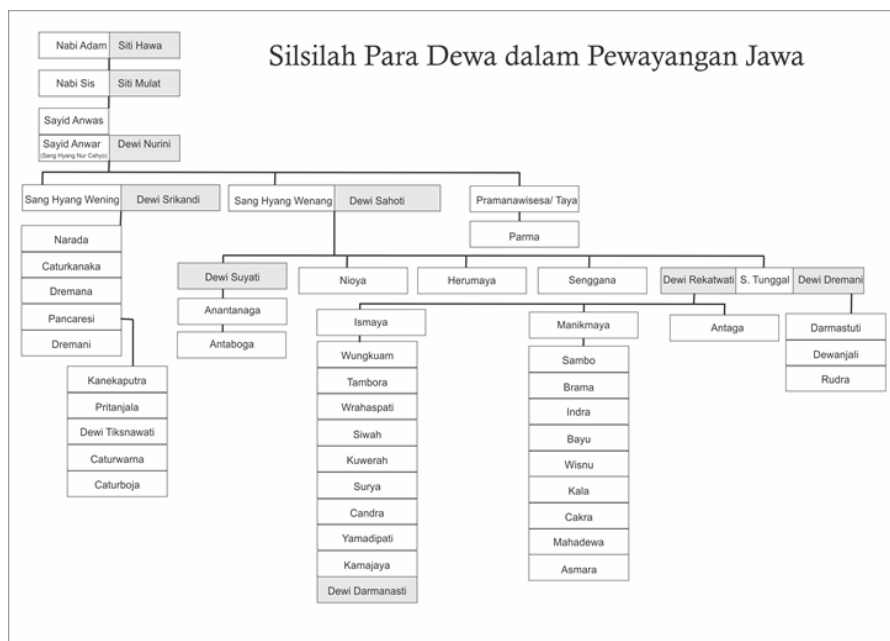 Silsilah Para Dewa dalam Pewayangan Jawa
Nabi Adam Siti Hawa
Nabi Sis Siti Mulat
Sayid Anwas
Sayid Anwar Dewi Nurini
(Sang Hyang Nur Cahyo)
Sang Hyang Wening Dewi Srikandi
Sang Hyang Wenang Dewi Sahoti
Pramanawisesa/ Taya
Parma
Narada
Caturkanaka
Dremana
Pancaresi
Dremani
Kanekaputra
Pritanjala
Dewi Tiksnawati
Caturwarna
Caturboja
Dewi Suyati
Anantanaga
Antaboga
Nioya
Herumaya
Senggana
Dewi Rekatwati S. Tunggal Dewi Dremani
Ismaya
Wungkuam
Tambora
Wrahaspati
Siwah
Kuwerah
Surya
Candra
Yamadipati
Kamajaya
Dewi Darmanasti
Manikmaya
Sambo
Brama
Indra
Bayu
Wisnu
Kala
Cakra
Mahadewa
Asmara
Antaga
Darmastuti
Dewanjali
Rudra